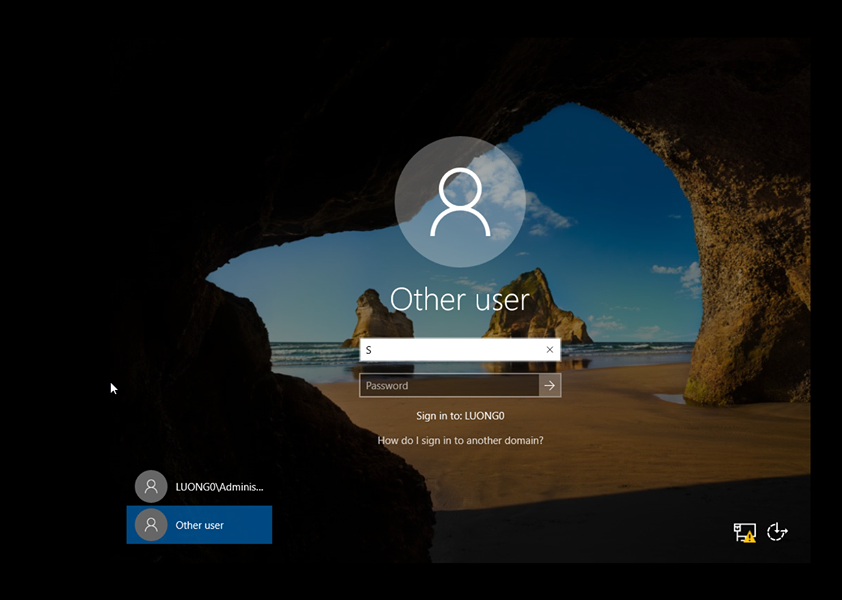 Other user
S
Password
Sign in to: LUONG0
How do I sign in to another domain?
LUONG0\Adminis...
Other user